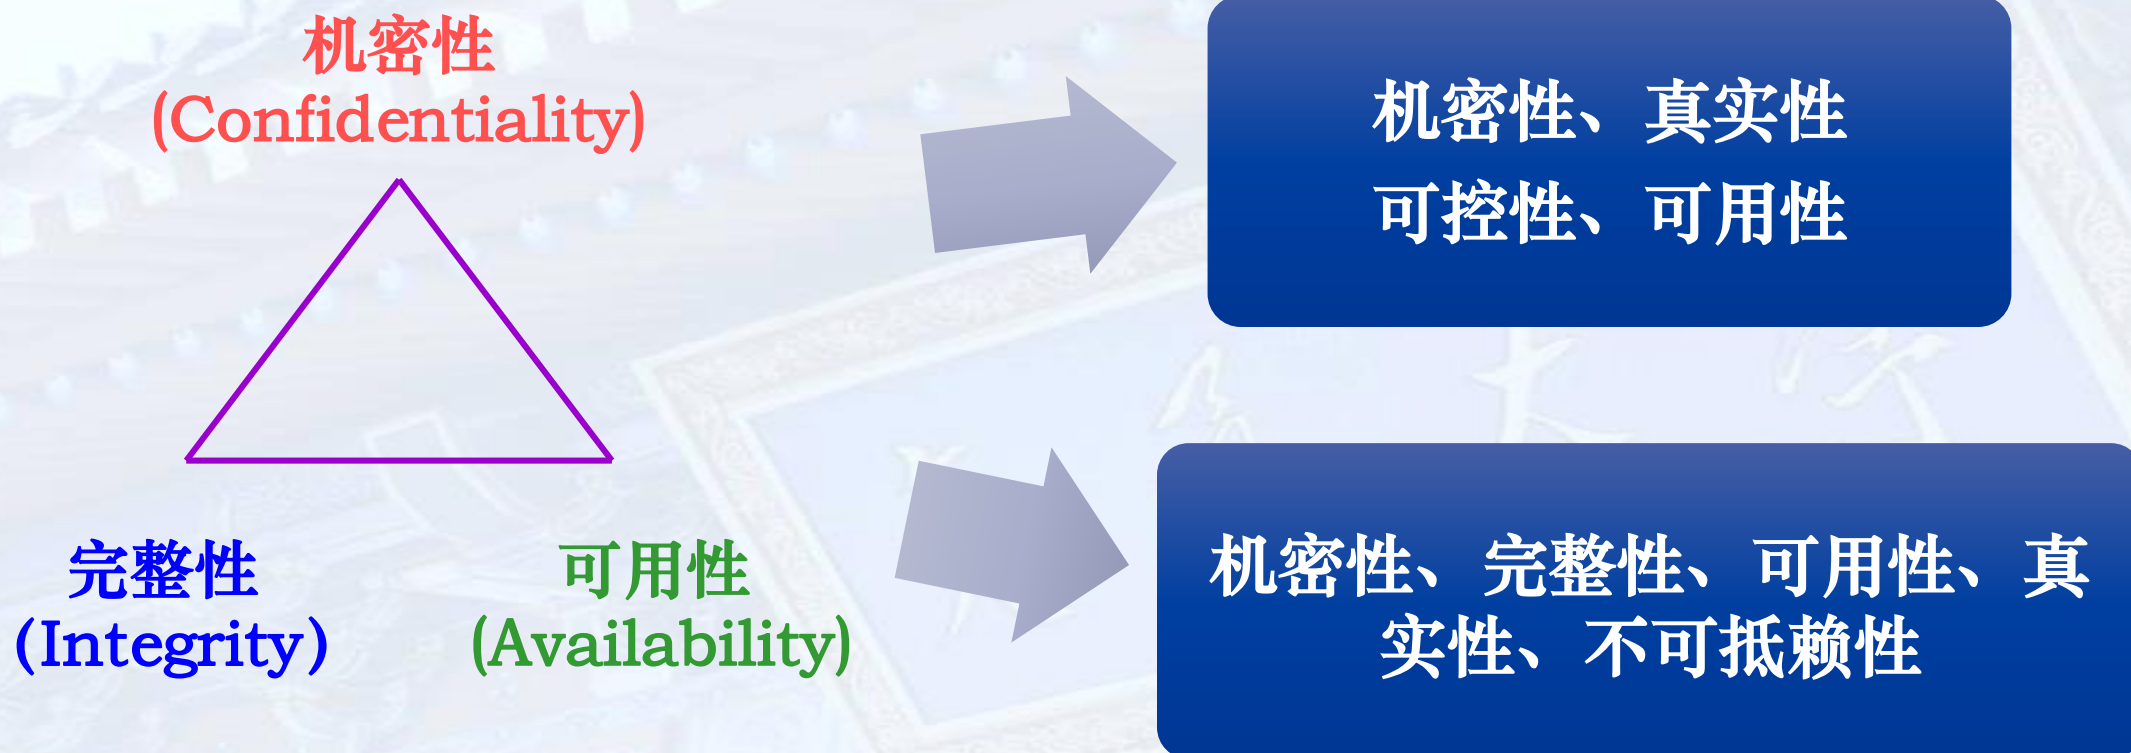 机密性
(Confidentiality)
完整性
(Integrity)
可用性
(Availability)
机密性、真实性
可控性、可用性
机密性、完整性、可用性、真
实性、不可抵赖性